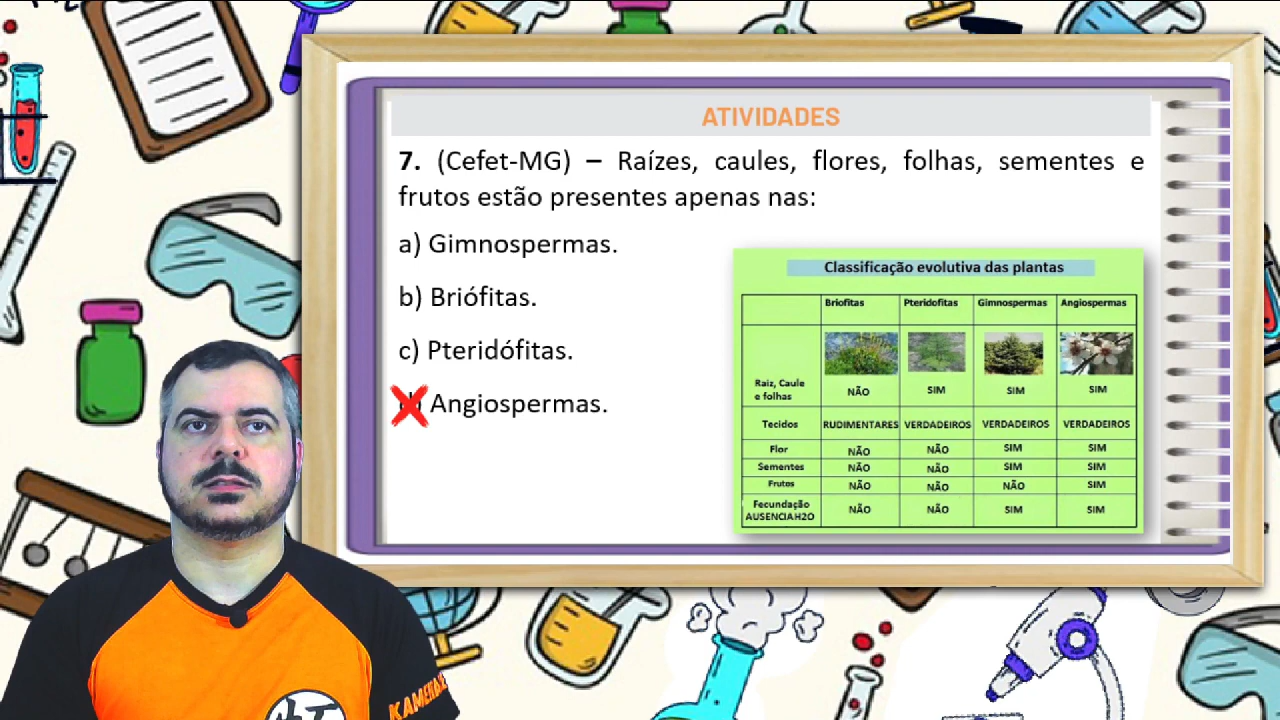 ATIVIDADES
7. (Cefet-MG) – Raízes, caules, flores, folhas, sementes e
frutos estão presentes apenas nas:
a) Gimnospermas.
b) Briófitas.
c) Pteridófitas.
Angiospermas.
Classificação evolutiva das plantas
Briofitas Pteridofitas Gimnospermas Angiospermas
Raiz, Caule
e folhas NÃO SIM SIM SIM
Tecidos RUDIMENTARES VERDADEIROS VERDADEIROS VERDADEIROS
Flor NÃO NÃO SIM SIM
Sementes NÃO NÃO SIM SIM
Frutos NÃO NÃO NÃO SIM
Fecundação
AUSENCIAH2O NÃO NÃO SIM SIM